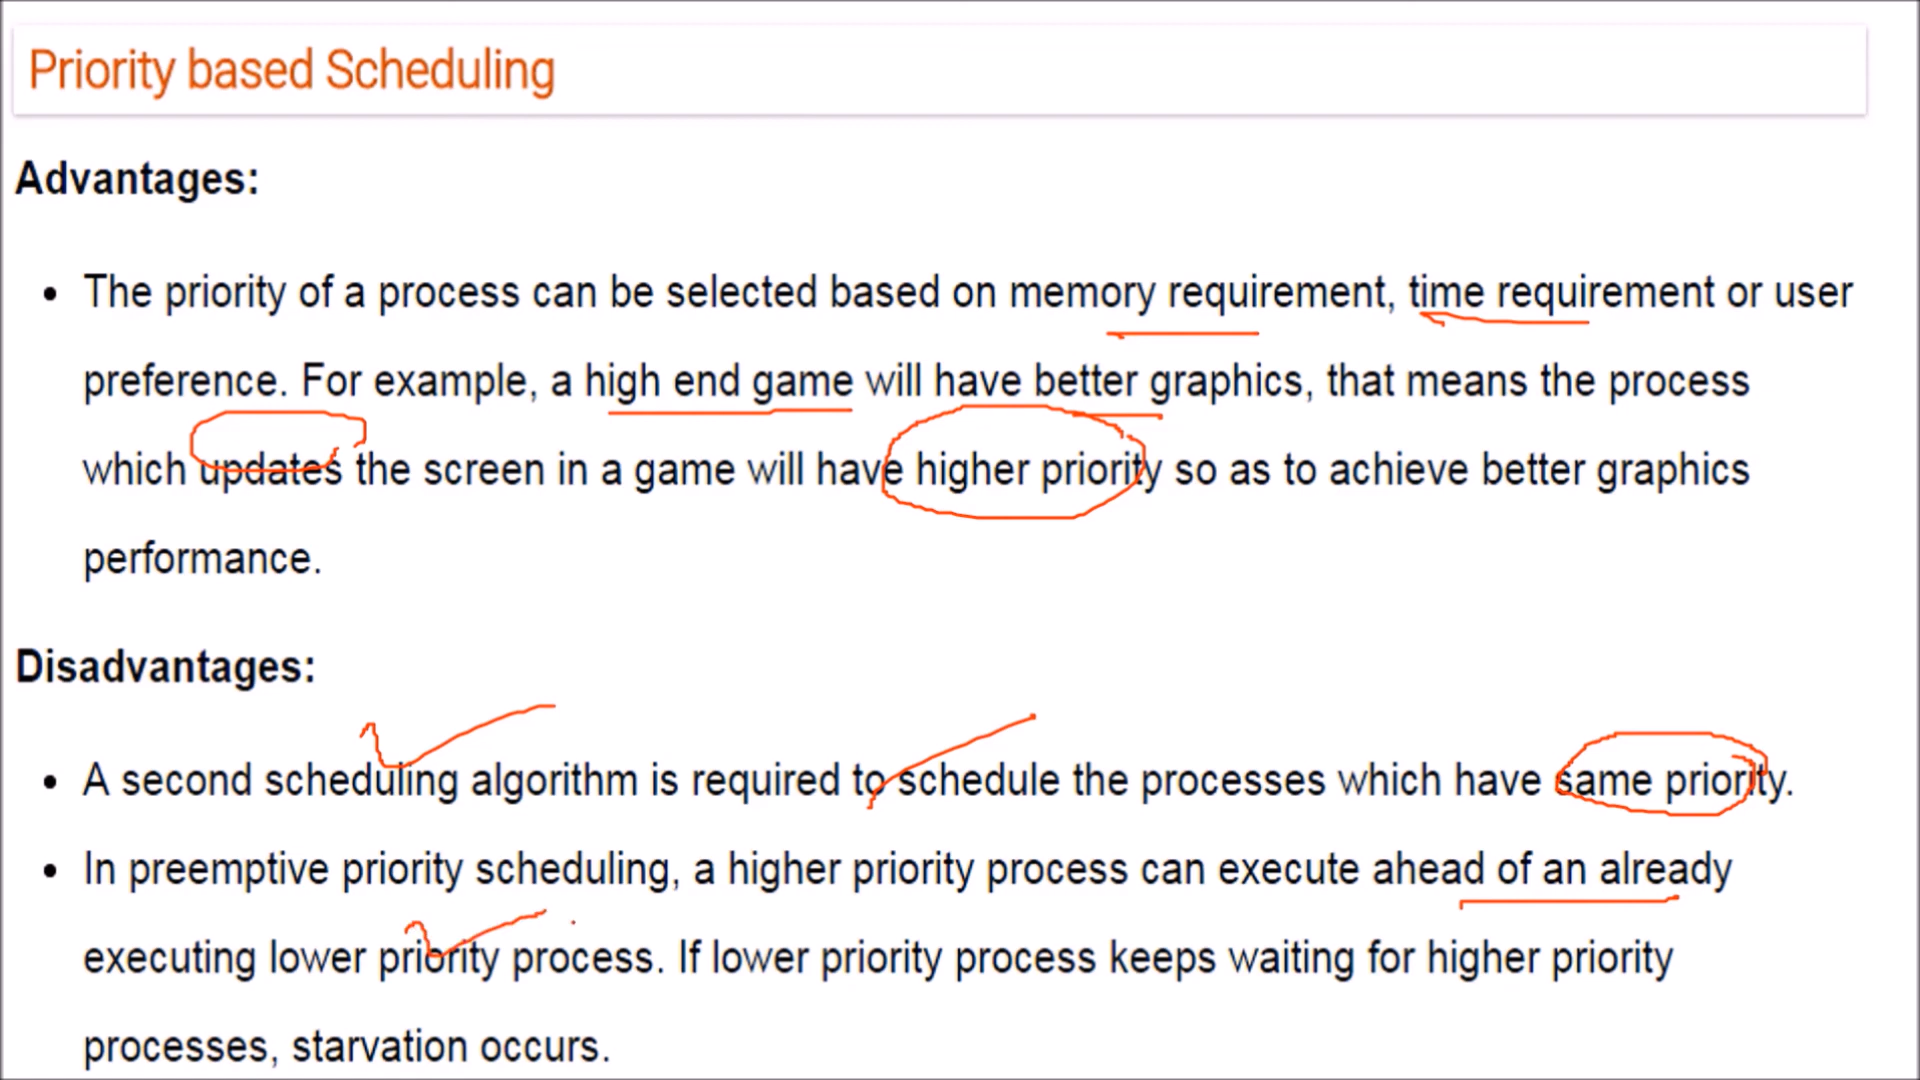 Priority based Scheduling
Advantages:
• The priority of a process can be selected based on memory requirement, time requirement or user
preference. For example, a high end game will have better graphics, that means the process
which updates the screen in a game will have higher priority so as to achieve better graphics
performance.
Disadvantages:
• A second scheduling algorithm is required to schedule the processes which have same priority.
• In preemptive priority scheduling, a higher priority process can execute ahead of an already
executing lower priority process. If lower priority process keeps waiting for higher priority
processes, starvation occurs.